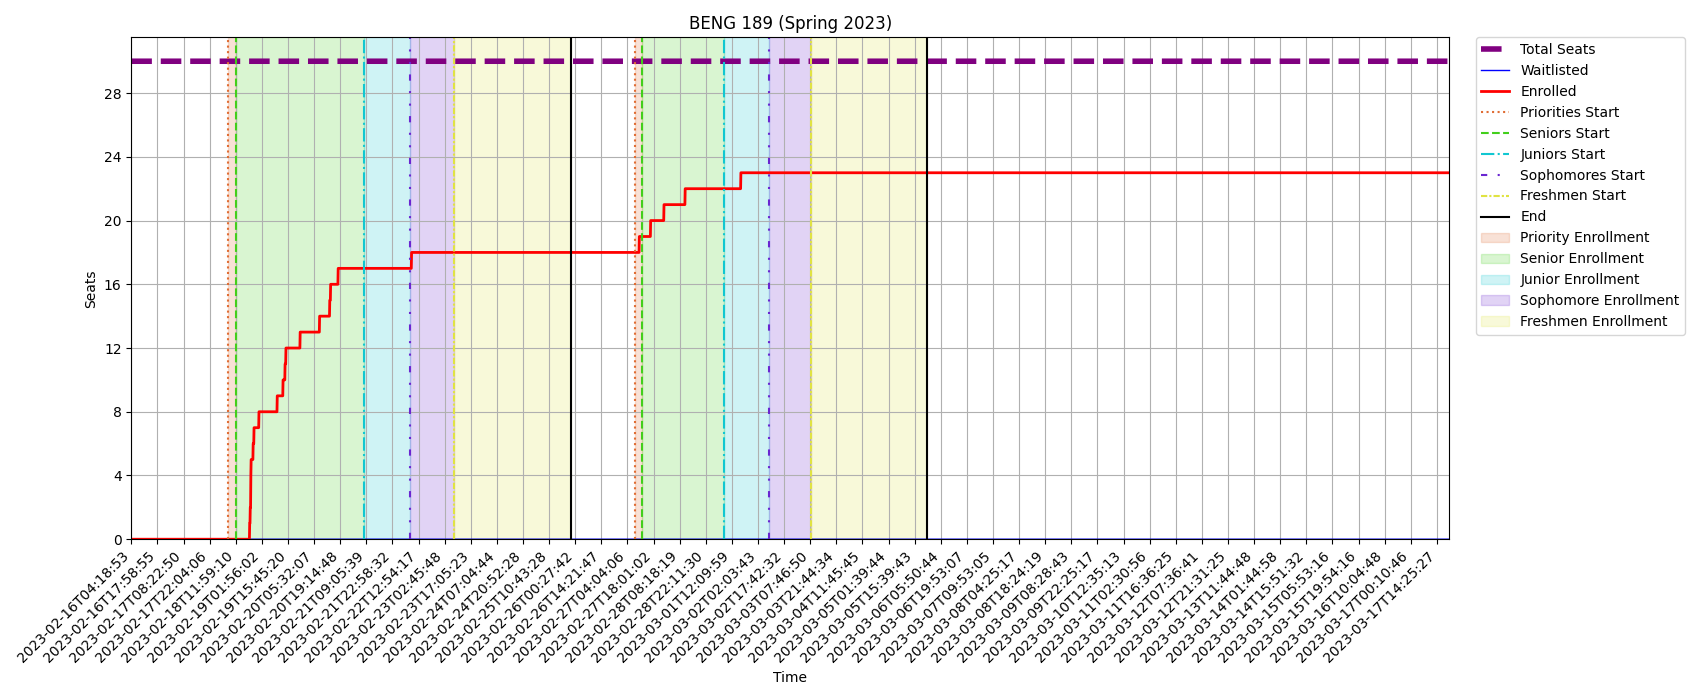 BENG 189 (Spring 2023)
Total Seats
Waitlisted
Enrolled
Priorities Start
Seniors Start
Juniors Start
Sophomores Start
Freshmen Start
End
Priority Enrollment
Senior Enrollment
Junior Enrollment
Sophomore Enrollment
Freshmen Enrollment
Seats
28
24
20
16
12
8
4
0
2023-02-16T04:18:53
2023-02-16T17:58:55
2023-02-17T08:22:50
2023-02-17T22:04:06
2023-02-18T11:59:10
2023-02-19T01:56:02
2023-02-19T15:45:20
2023-02-20T05:32:07
2023-02-20T19:14:48
2023-02-21T09:05:39
2023-02-21T22:58:32
2023-02-22T12:54:17
2023-02-23T02:45:48
2023-02-23T17:05:23
2023-02-24T07:04:44
2023-02-24T20:52:28
2023-02-25T10:43:28
2023-02-26T00:27:42
2023-02-26T14:21:47
2023-02-27T04:04:06
2023-02-27T18:01:02
2023-02-28T08:18:19
2023-02-28T22:11:30
2023-03-01T12:09:59
2023-03-02T02:03:43
2023-03-02T17:42:32
2023-03-03T07:46:50
2023-03-03T21:44:34
2023-03-04T11:45:45
2023-03-05T01:39:44
2023-03-05T15:39:43
2023-03-06T05:50:44
2023-03-06T19:53:07
2023-03-07T09:53:05
2023-03-08T04:25:17
2023-03-08T18:24:19
2023-03-09T08:28:43
2023-03-09T22:25:17
2023-03-10T12:35:13
2023-03-11T02:30:56
2023-03-11T16:36:25
2023-03-12T07:36:41
2023-03-12T21:31:25
2023-03-13T11:44:48
2023-03-14T01:44:58
2023-03-14T15:51:32
2023-03-15T05:53:16
2023-03-15T19:54:16
2023-03-16T10:04:48
2023-03-17T00:10:46
2023-03-17T14:25:27
Time